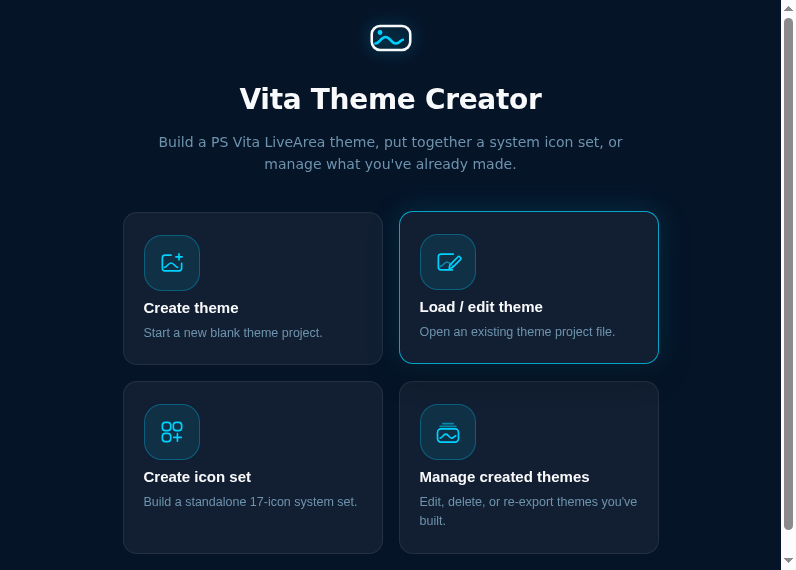 Vita Theme Creator
Build a PS Vita LiveArea theme, put together a system icon set, or
manage what you've already made.
Create theme
Start a new blank theme project.
Load / edit theme
Open an existing theme project file.
Create icon set
Build a standalone 17-icon system set.
Manage created themes
Edit, delete, or re-export themes you've
built.